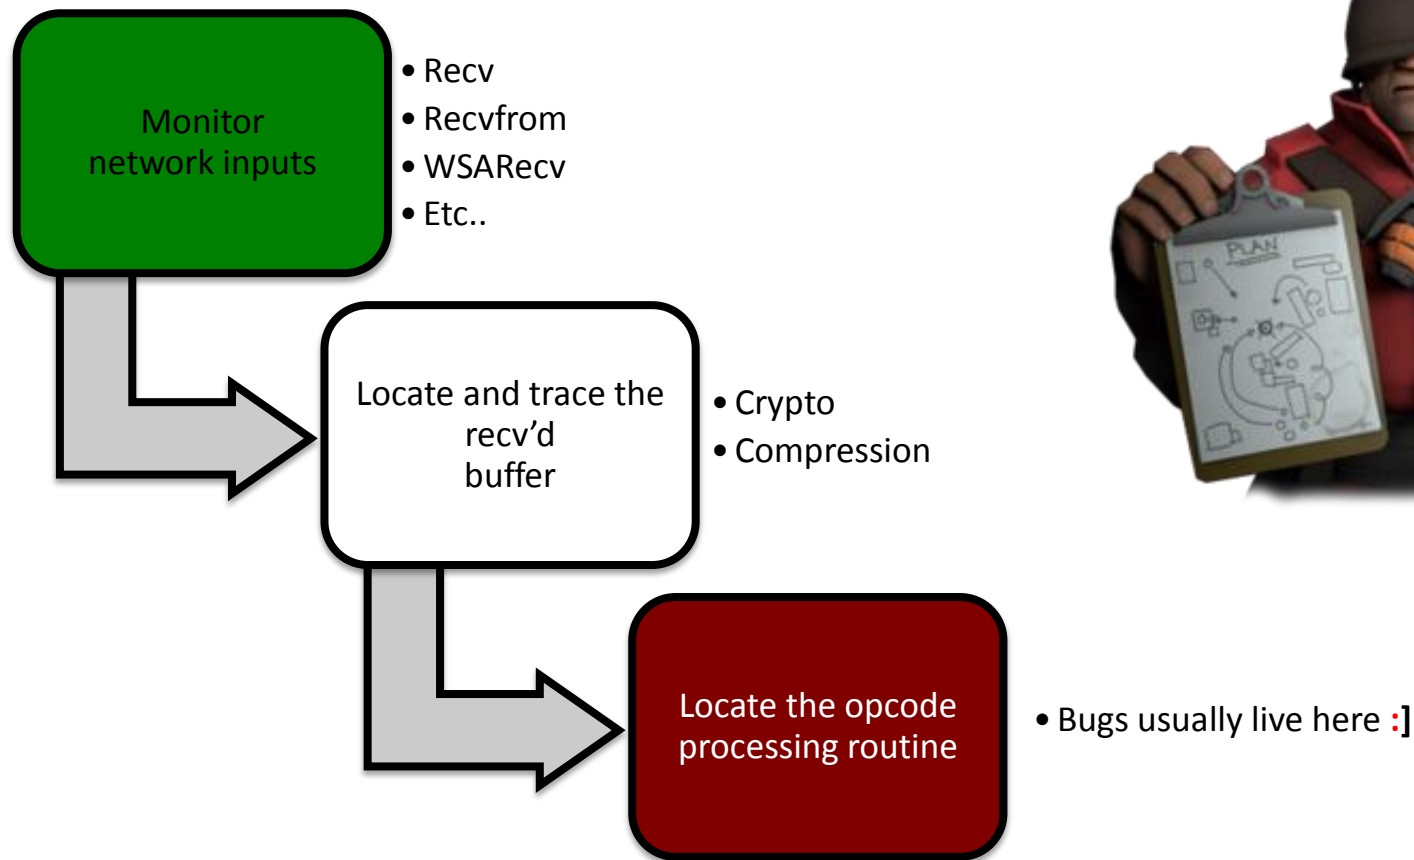 Monitor
network inputs
• Recv
• Recvfrom
• WSARecv
• Etc..
PLAN
Locate and trace the
recv’d
buffer
• Crypto
• Compression
Locate the opcode
processing routine
• Bugs usually live here :]